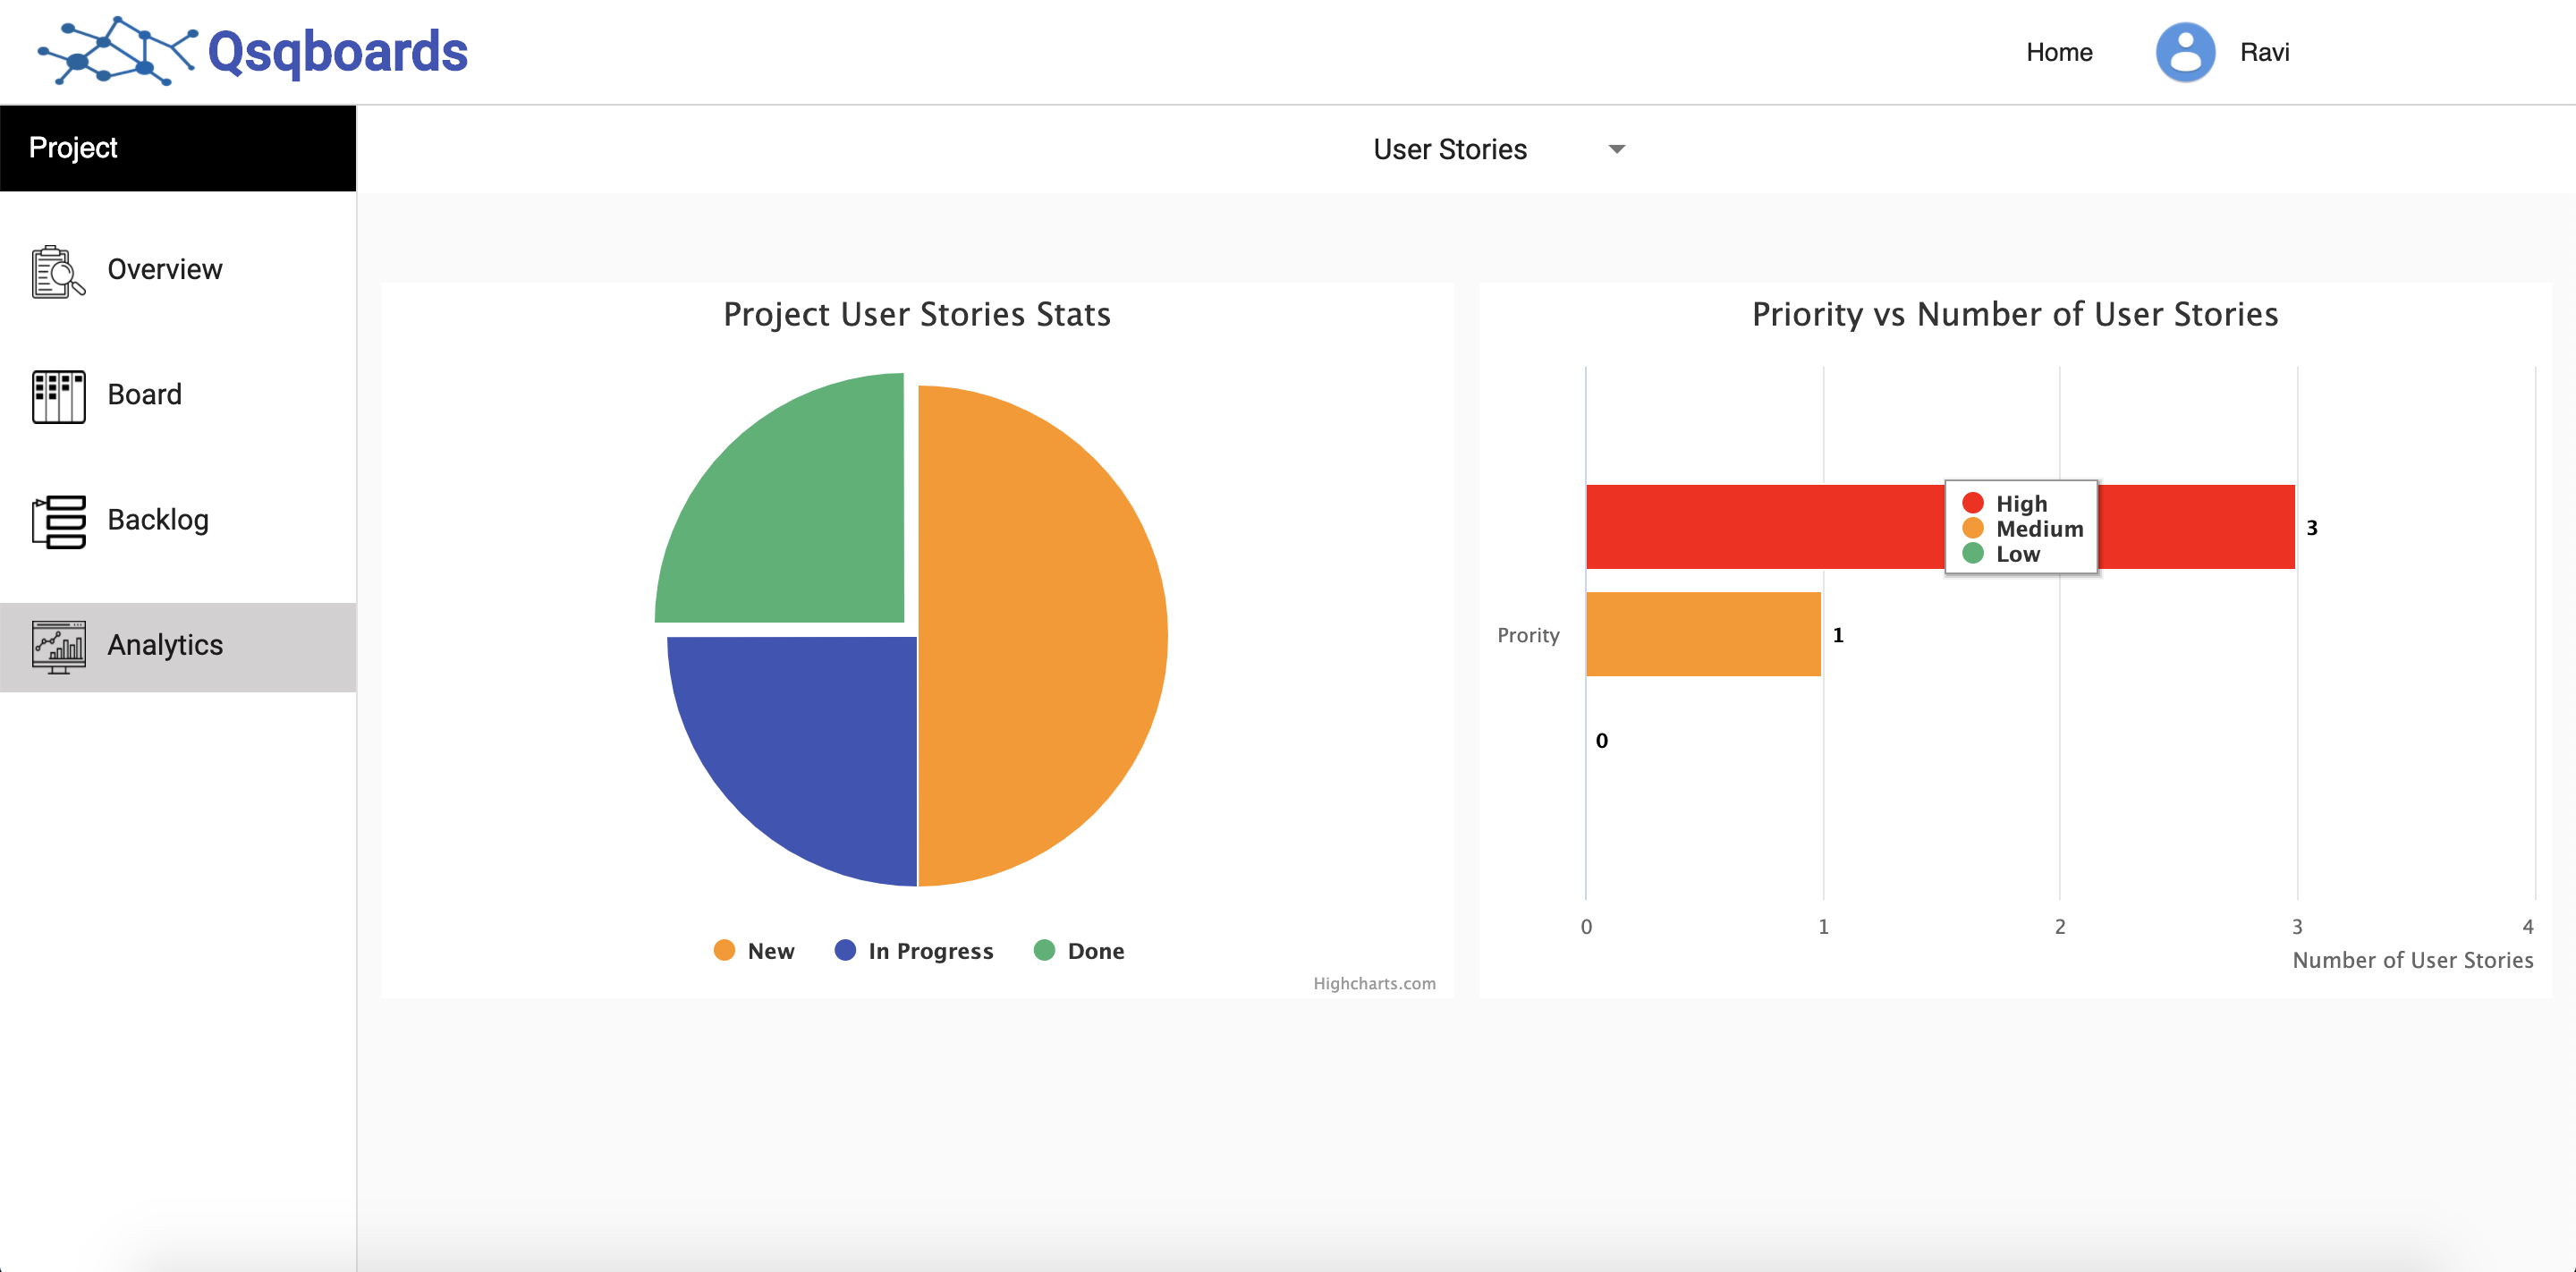 Qsqboards
Home
Ravi
Project
User Stories
Overview
Board
Backlog
Analytics
Project User Stories Stats
New
In Progress
Done
Highcharts.com
Priority vs Number of User Stories
High
Medium
Low
3
Prority
1
0
0 1 2 3 4
Number of User Stories